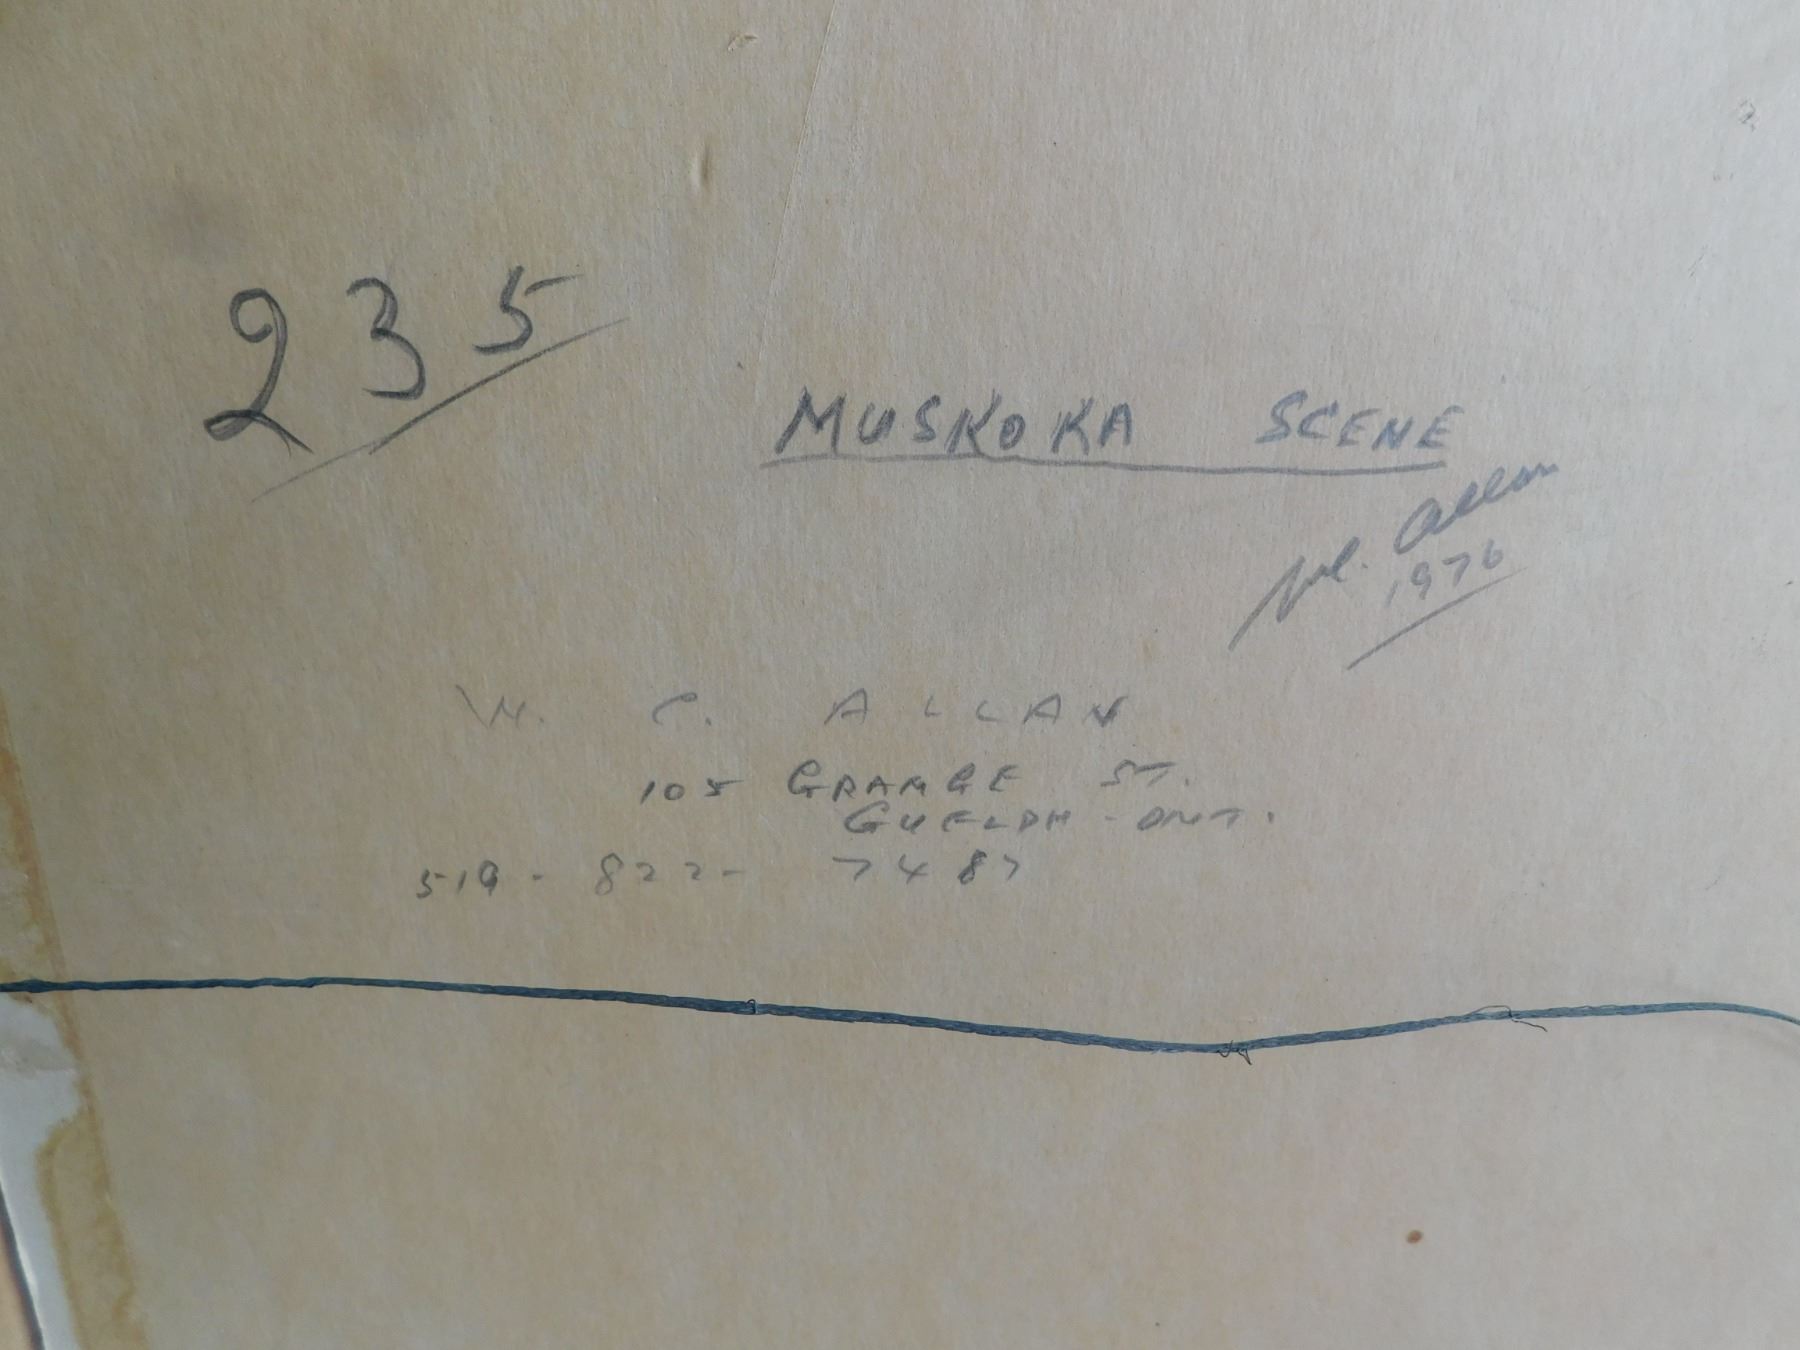 235
MUSKOKA SCENE
Allan
1976
W. C. ALLAN
105 GRANGE ST.
GUELPH - ONT.
519 - 822 - 7487